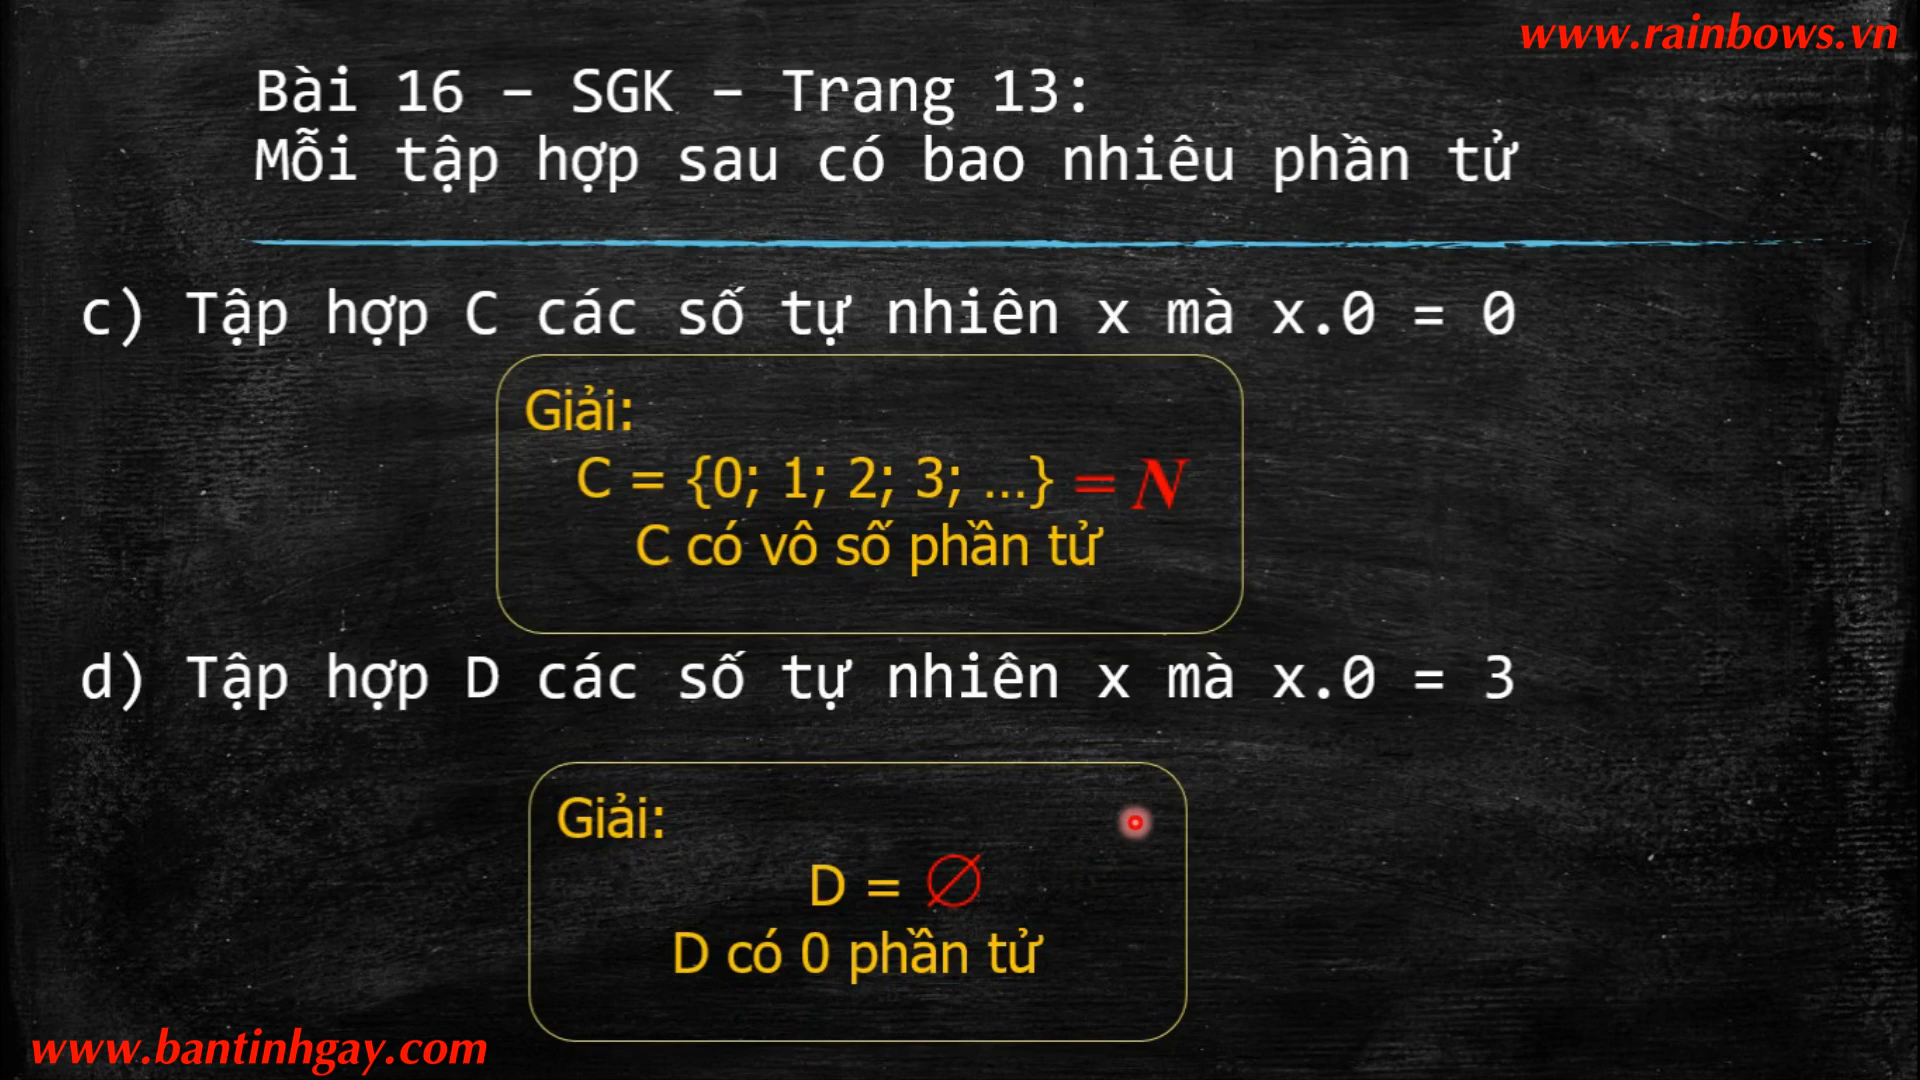 www.rainbows.vn
Bài 16 – SGK – Trang 13:
Mỗi tập hợp sau có bao nhiêu phần tử
c) Tập hợp C các số tự nhiên x mà x.0 = 0
Giải:
C = {0; 1; 2; 3; ...} = N
C có vô số phần tử
d) Tập hợp D các số tự nhiên x mà x.0 = 3
Giải:
D = ∅
D có 0 phần tử
www.bantinhgay.com